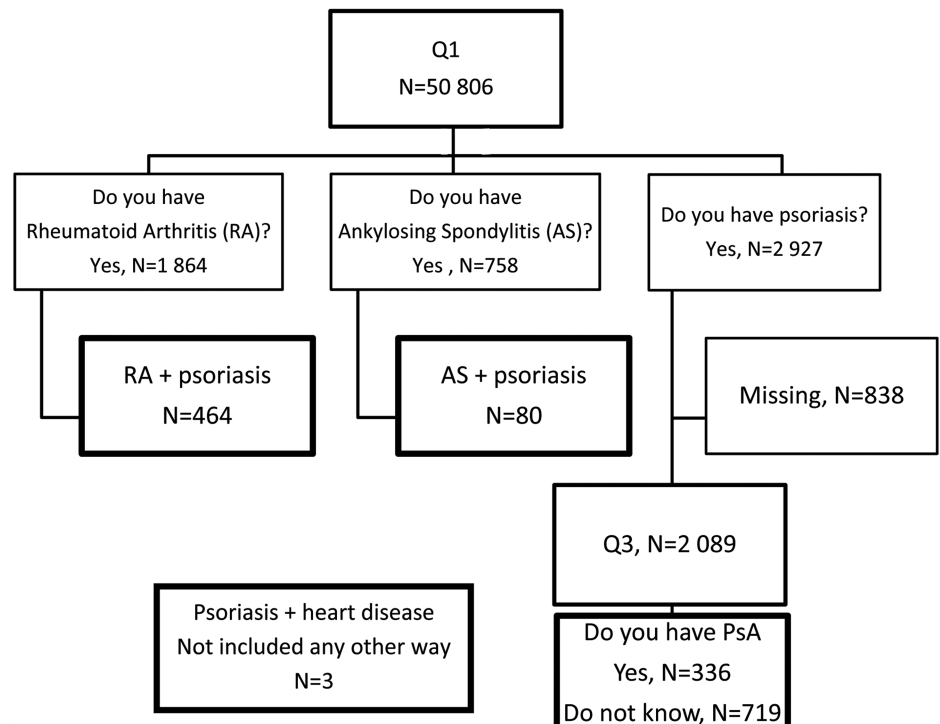 Q1
N=50 806
Do you have
Rheumatoid Arthritis (RA)?
Yes, N=1 864
Do you have
Ankylosing Spondylitis (AS)?
Yes , N=758
Do you have psoriasis?
Yes, N=2 927
RA + psoriasis
N=464
AS + psoriasis
N=80
Missing, N=838
Q3, N=2 089
Psoriasis + heart disease
Not included any other way
N=3
Do you have PsA
Yes, N=336
Do not know, N=719